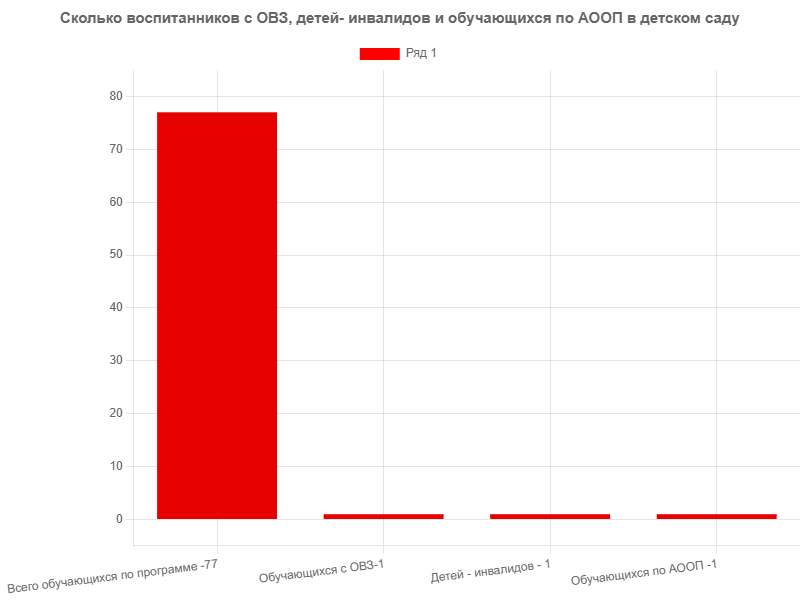 Сколько воспитанников с ОВЗ, детей- инвалидов и обучающихся по АООП в детском саду
Ряд 1
80
70
60
50
40
30
20
10
0
Всего обучающихся по программе -77
Обучающихся с ОВЗ-1
Детей - инвалидов - 1
Обучающихся по АООП -1